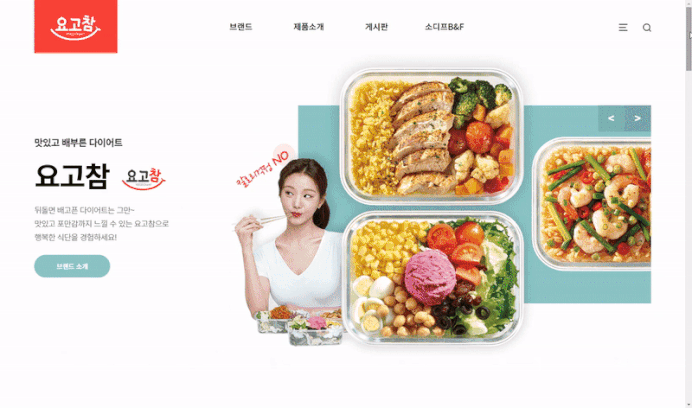 요고참
브랜드
제품소개
게시판
소디프B&F
맛있고 배부른 다이어트
요고참
요고참
뒤돌면 배고픈 다이어트는 그만~
맛있고 포만감까지 느낄 수 있는 요고참으로
행복한 식단을 경험하세요!
브랜드 소개
칼로리걱정 NO
< >